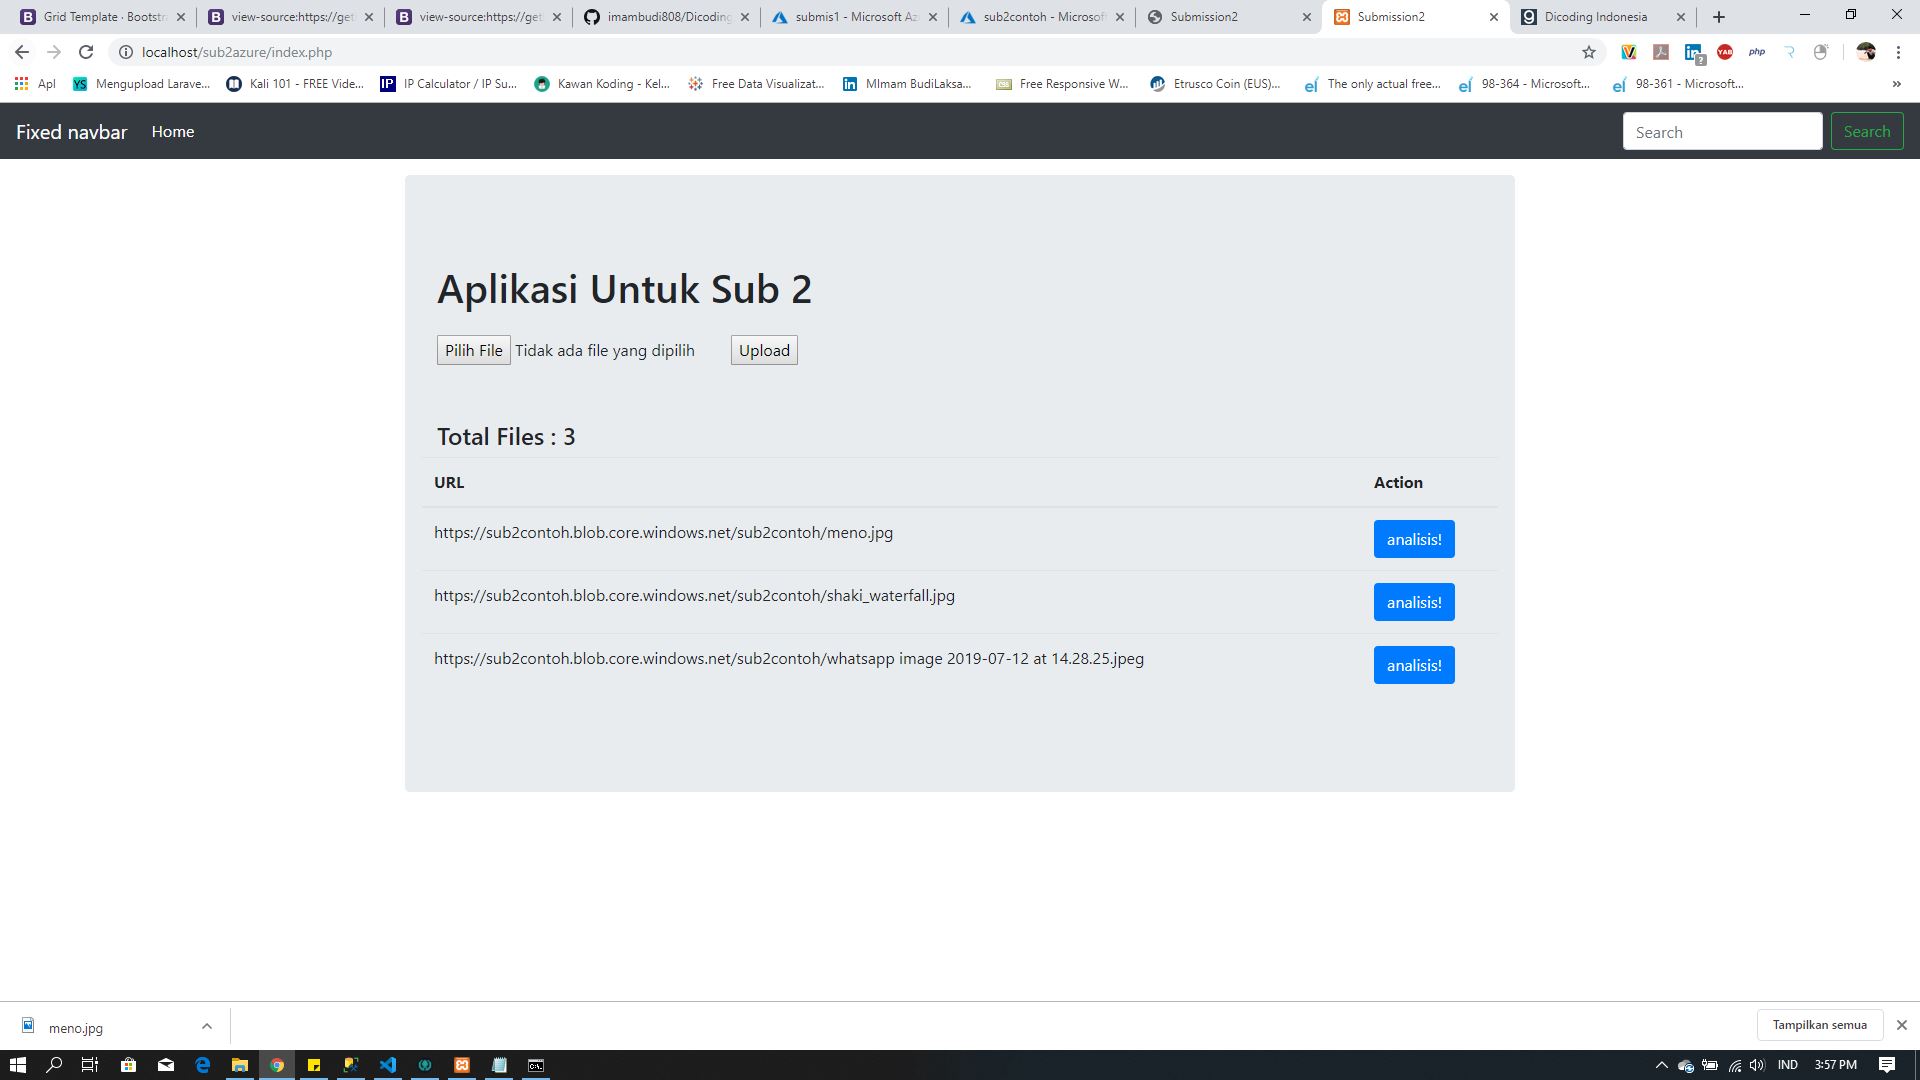 Grid Template · Bootstr
view-source:https://get
view-source:https://get
imambudi808/Dicoding
submis1 - Microsoft Az
sub2contoh - Microsoft
Submission2
Submission2
Dicoding Indonesia
localhost/sub2azure/index.php
Apl
Mengupload Larave...
Kali 101 - FREE Vide...
IP Calculator / IP Su...
Kawan Koding - Kel...
Free Data Visualizat...
MImam BudiLaksa...
Free Responsive W...
Etrusco Coin (EUS)...
The only actual free...
98-364 - Microsoft...
98-361 - Microsoft...
Fixed navbar
Home
Search
Search
Aplikasi Untuk Sub 2
Pilih File Tidak ada file yang dipilih
Upload
Total Files : 3
URL
Action
https://sub2contoh.blob.core.windows.net/sub2contoh/meno.jpg
analisis!
https://sub2contoh.blob.core.windows.net/sub2contoh/shaki_waterfall.jpg
analisis!
https://sub2contoh.blob.core.windows.net/sub2contoh/whatsapp image 2019-07-12 at 14.28.25.jpeg
analisis!
meno.jpg
Tampilkan semua
IND
3:57 PM